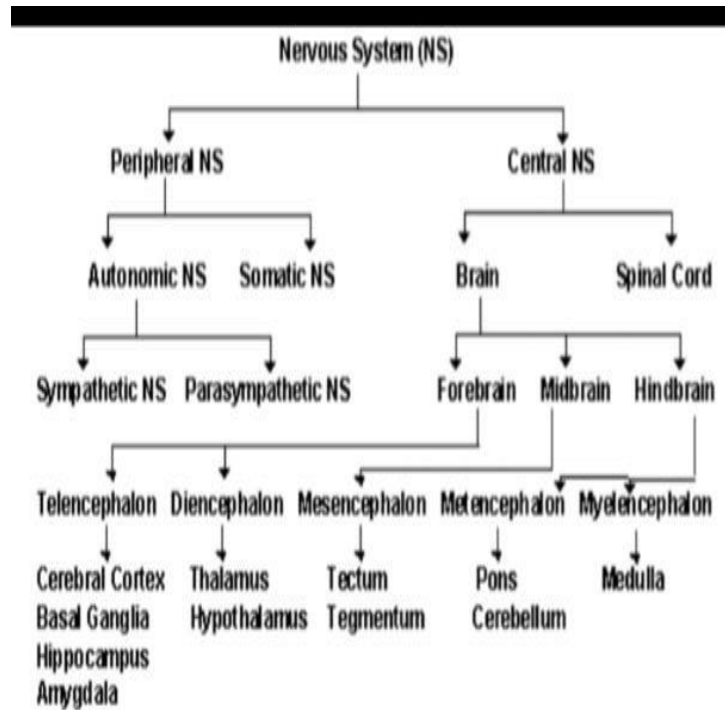 Nervous System (NS)
Peripheral NS Central NS
Autonomic NS Somatic NS Brain Spinal Cord
Sympathetic NS Parasympathetic NS Forebrain Midbrain Hindbrain
Telencephalon Diencephalon Mesencephalon Metencephalon Myelencephalon
Cerebral Cortex Thalamus Tectum Pons Medulla
Basal Ganglia Hypothalamus Tegmentum Cerebellum
Hippocampus
Amygdala